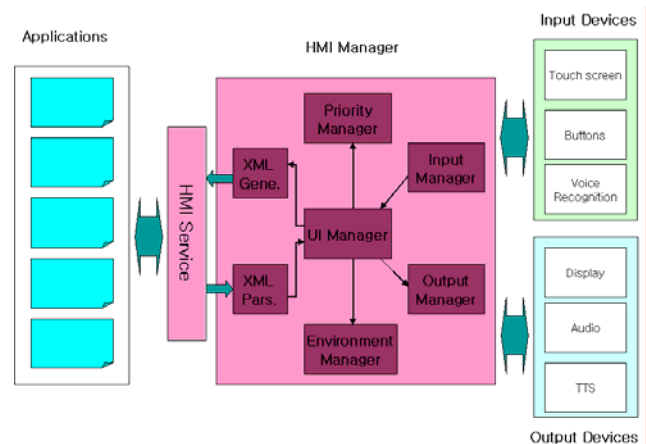 Applications
HMI Manager
Input Devices
HMI Service
Priority
Manager
XML
Gene.
Input
Manager
UI Manager
XML
Pars.
Output
Manager
Environment
Manager
Touch screen
Buttons
Voice
Recognition
Display
Audio
TTS
Output Devices